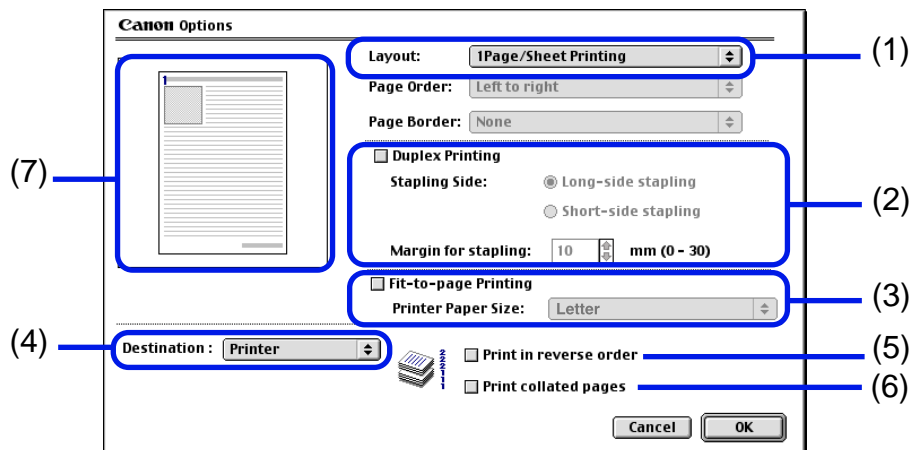 Canon Options
Layout: 1Page/Sheet Printing
(1)
Page Order: Left to right
Page Border: None
1
(7)
Duplex Printing
Stapling Side: Long-side stapling
Short-side stapling
(2)
Margin for stapling: 10 mm (0 - 30)
Fit-to-page Printing
Printer Paper Size: Letter
(3)
(4)
Destination : Printer
222111
Print in reverse order
(5)
Print collated pages
(6)
Cancel OK